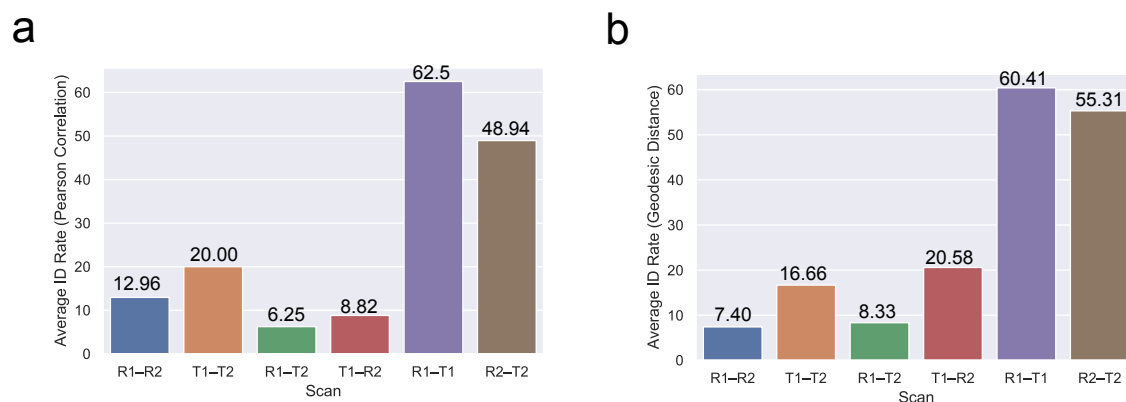 a
Average ID Rate (Pearson Correlation)
60
50
40
30
20
10
0
12.96
20.00
6.25
8.82
62.5
48.94
R1–R2
T1–T2
R1–T2
T1–R2
R1–T1
R2–T2
Scan
b
Average ID Rate (Geodesic Distance)
60
50
40
30
20
10
0
7.40
16.66
8.33
20.58
60.41
55.31
R1–R2
T1–T2
R1–T2
T1–R2
R1–T1
R2–T2
Scan